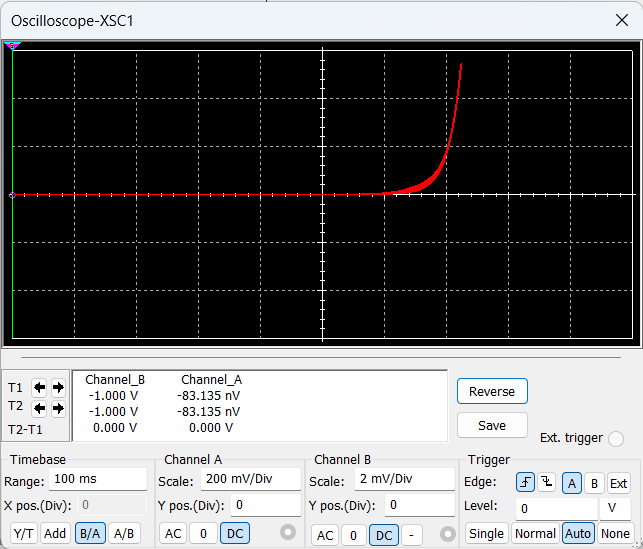 Oscilloscope-XSC1
T1
T2
T2-T1
Channel_B Channel_A
-1.000 V -83.135 nV
-1.000 V -83.135 nV
0.000 V 0.000 V
Reverse
Save
Ext. trigger
Timebase
Range: 100 ms
X pos.(Div): 0
Y/T Add B/A A/B
Channel A
Scale: 200 mV/Div
Y pos.(Div): 0
AC 0 DC
Channel B
Scale: 2 mV/Div
Y pos.(Div): 0
AC 0 DC -
Trigger
Edge: A B Ext
Level: 0 V
Single Normal Auto None